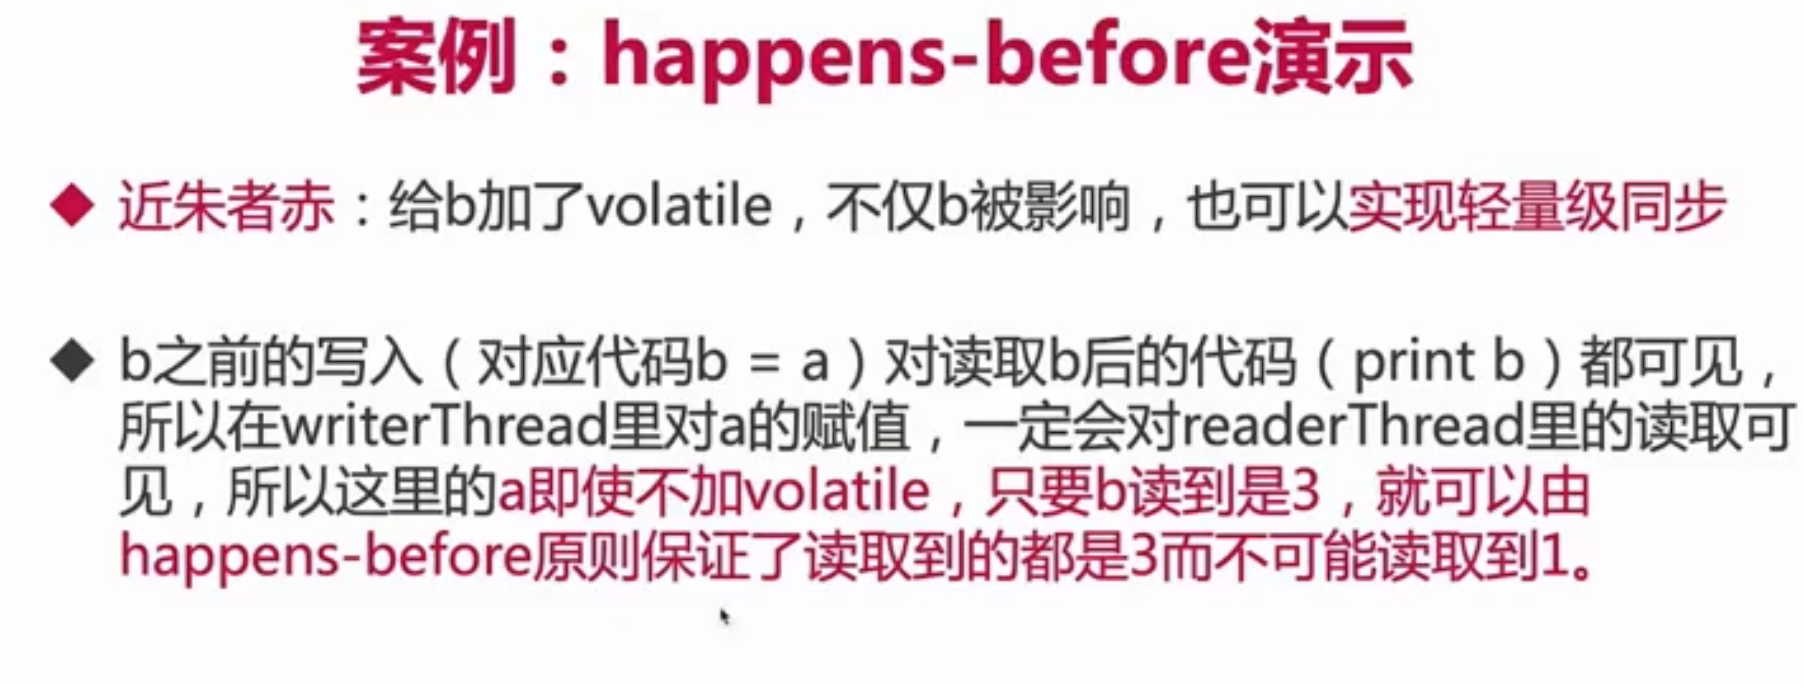 案例：happens-before演示
近朱者赤：给b加了volatile，不仅b被影响，也可以实现轻量级同步
b之前的写入（对应代码b = a）对读取b后的代码（print b）都可见，
所以在writerThread里对a的赋值，一定会对readerThread里的读取可
见，所以这里的a即使不加volatile，只要b读到是3，就可以由
happens-before原则保证了读取到的都是3而不可能读取到1。